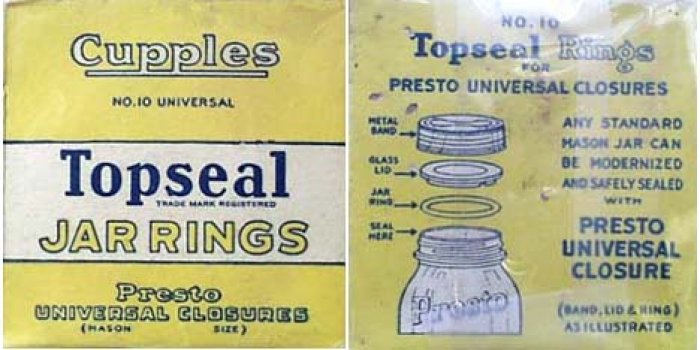 Cupples
NO. 10 UNIVERSAL
Topseal
TRADE MARK REGISTERED
JAR RINGS
Presto
UNIVERSAL CLOSURES
(MASON SIZE)
NO. 10
Topseal Rings
FOR
PRESTO UNIVERSAL CLOSURES
METAL
BAND
GLASS
LID
JAR
RING
SEAL
HERE
Presto
ANY STANDARD
MASON JAR CAN
BE MODERNIZED
AND SAFELY SEALED
WITH
PRESTO
UNIVERSAL
CLOSURE
(BAND, LID & RING)
AS ILLUSTRATED